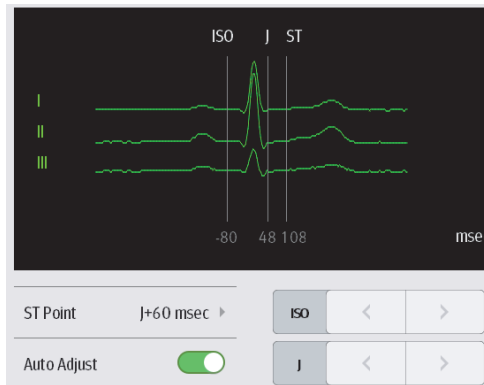 ISO J ST
I
II
III
-80 48 108 mse
ST Point J+60 msec ISO
Auto Adjust J